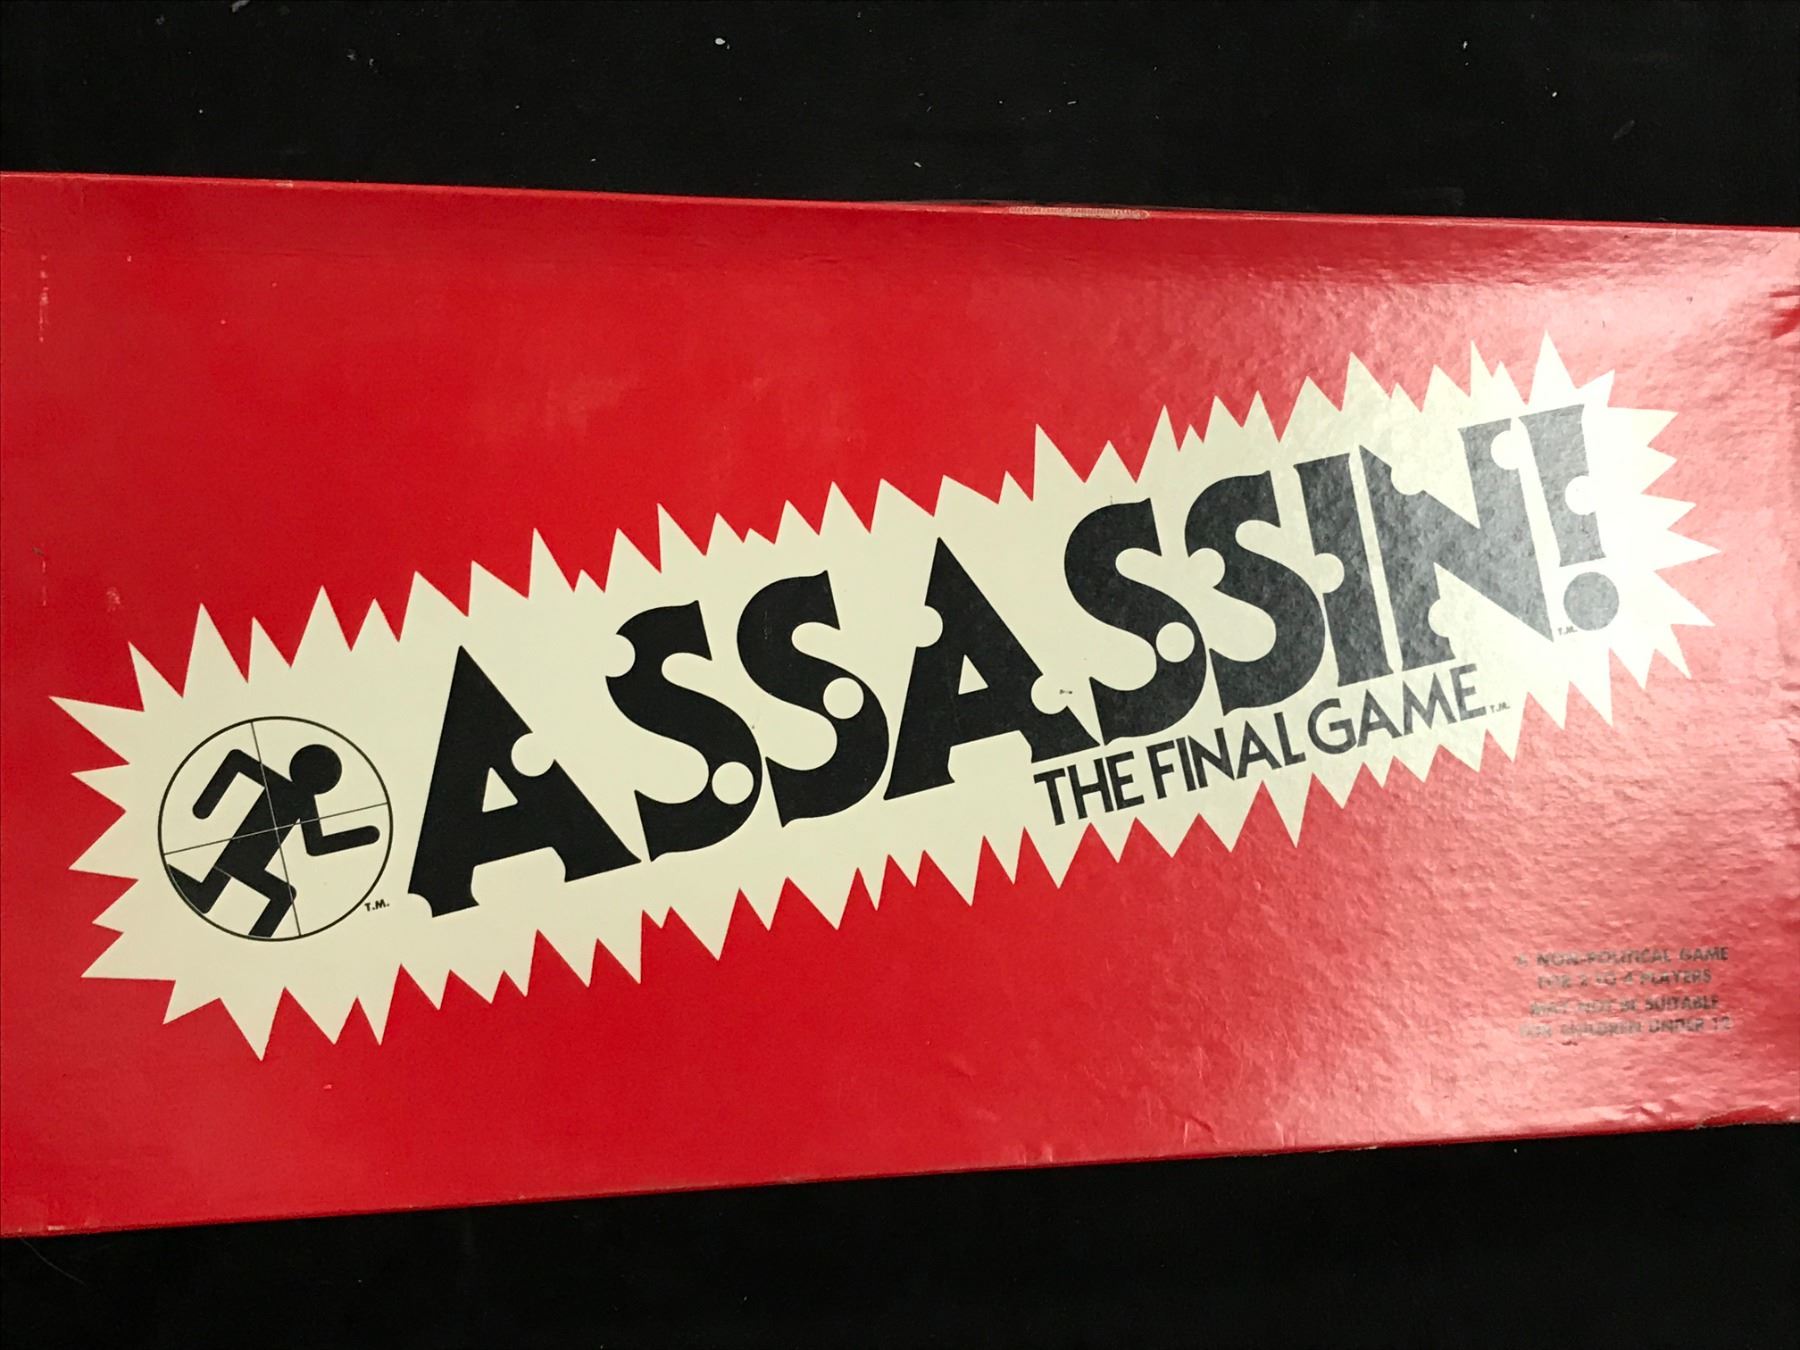 ASSASSIN!
T.M.
THE FINAL GAME T.M.
T.M.
A NON-POLITICAL GAME
FOR 2 TO 4 PLAYERS
MAY NOT BE SUITABLE
FOR CHILDREN UNDER 12